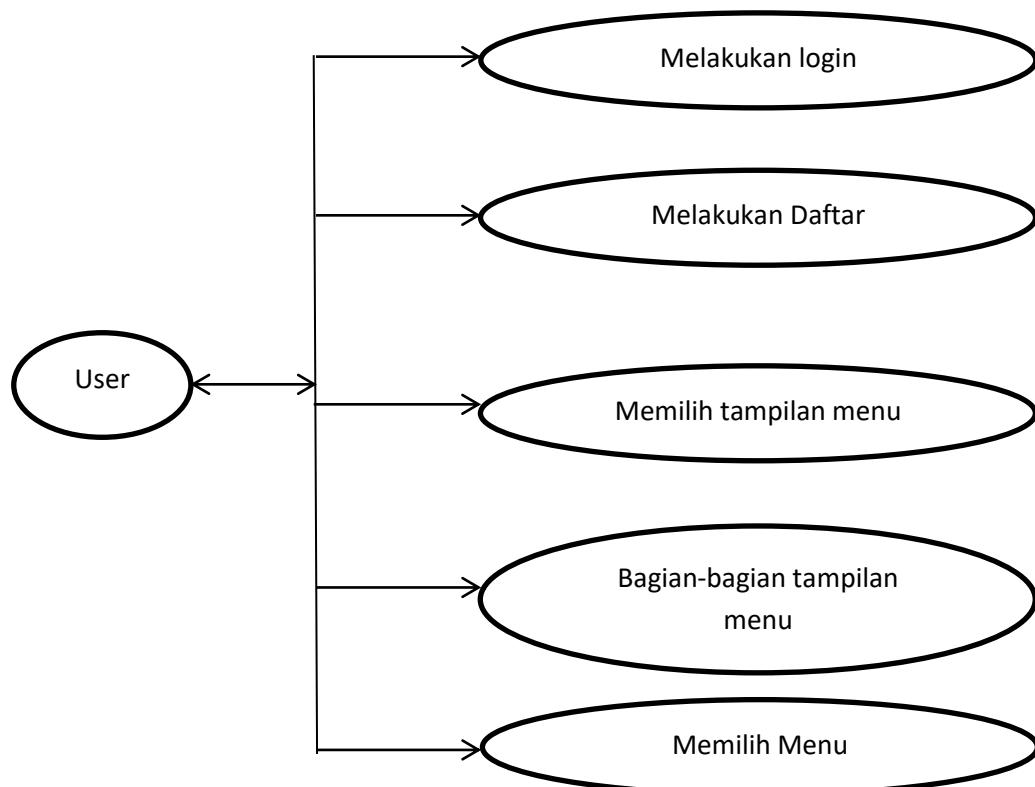 Melakukan login
Melakukan Daftar
User
Memilih tampilan menu
Bagian-bagian tampilan
menu
Memilih Menu